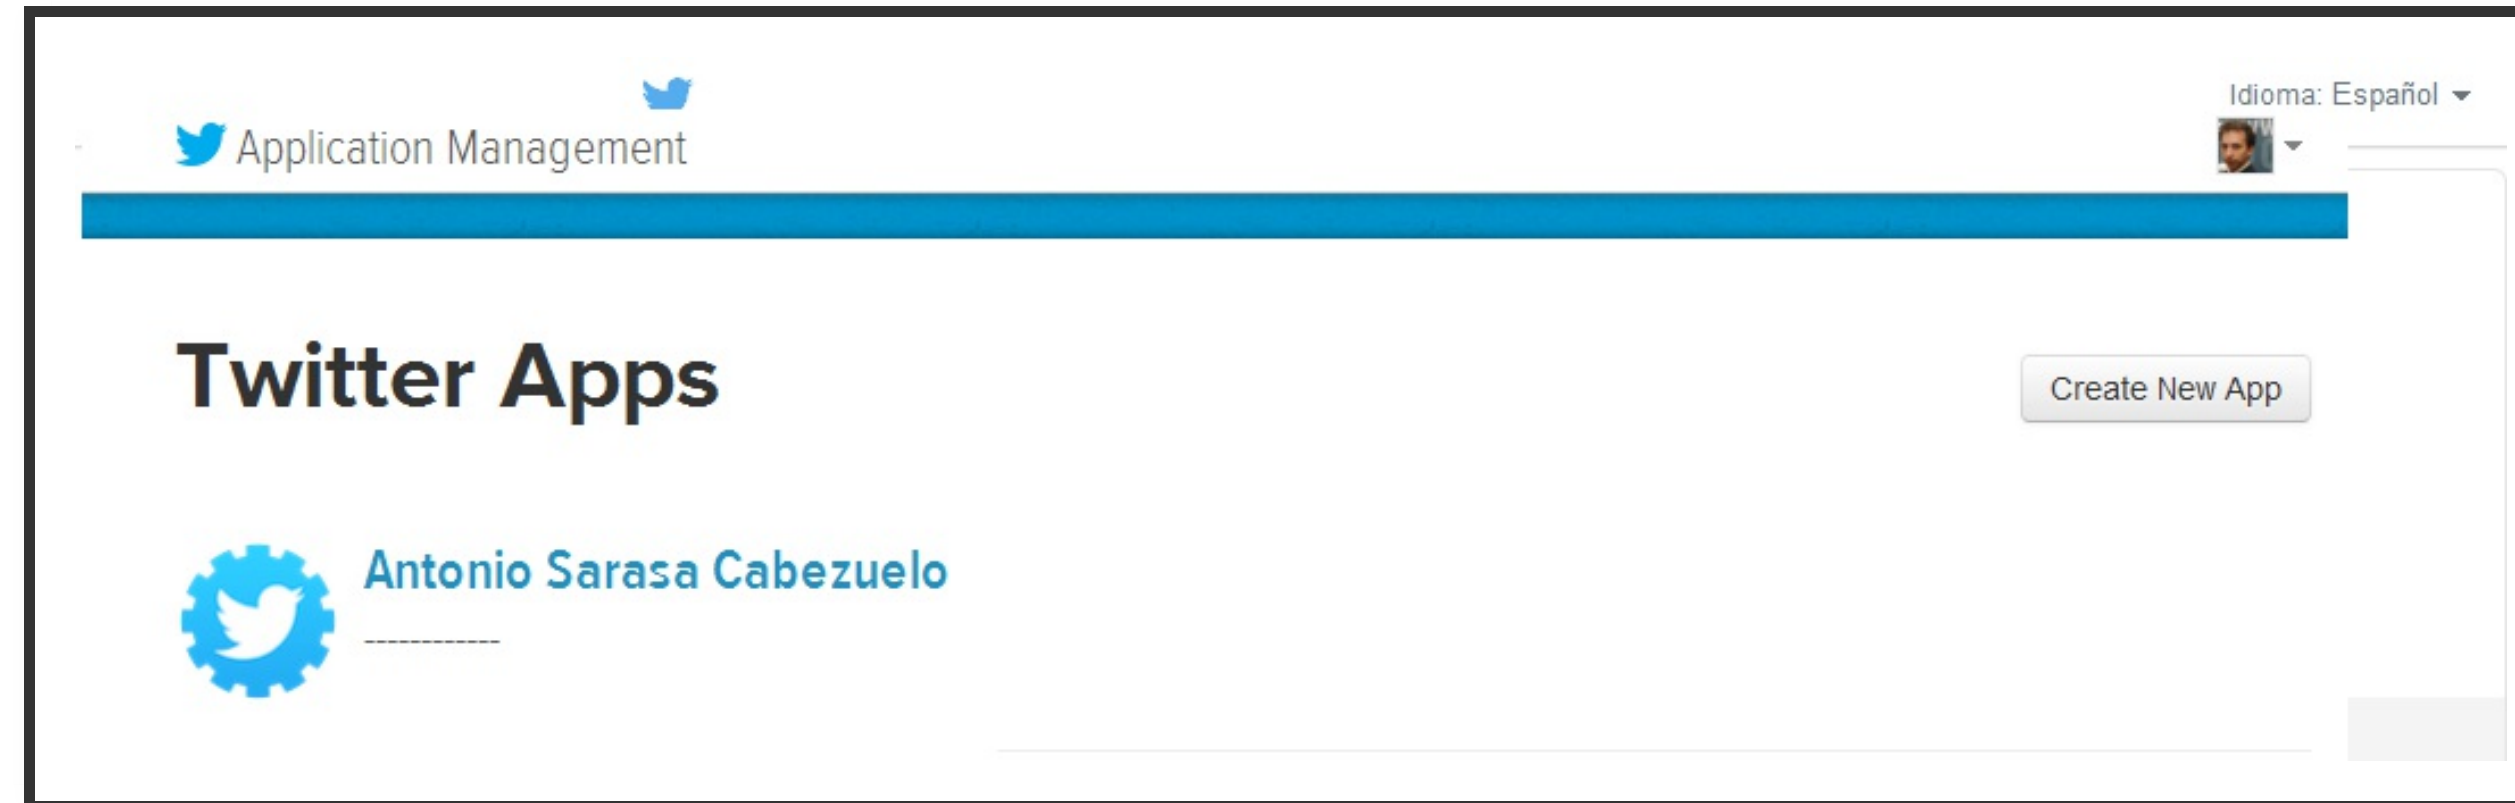 Idioma: Español
Application Management
Twitter Apps
Create New App
Antonio Sarasa Cabezuelo
------------